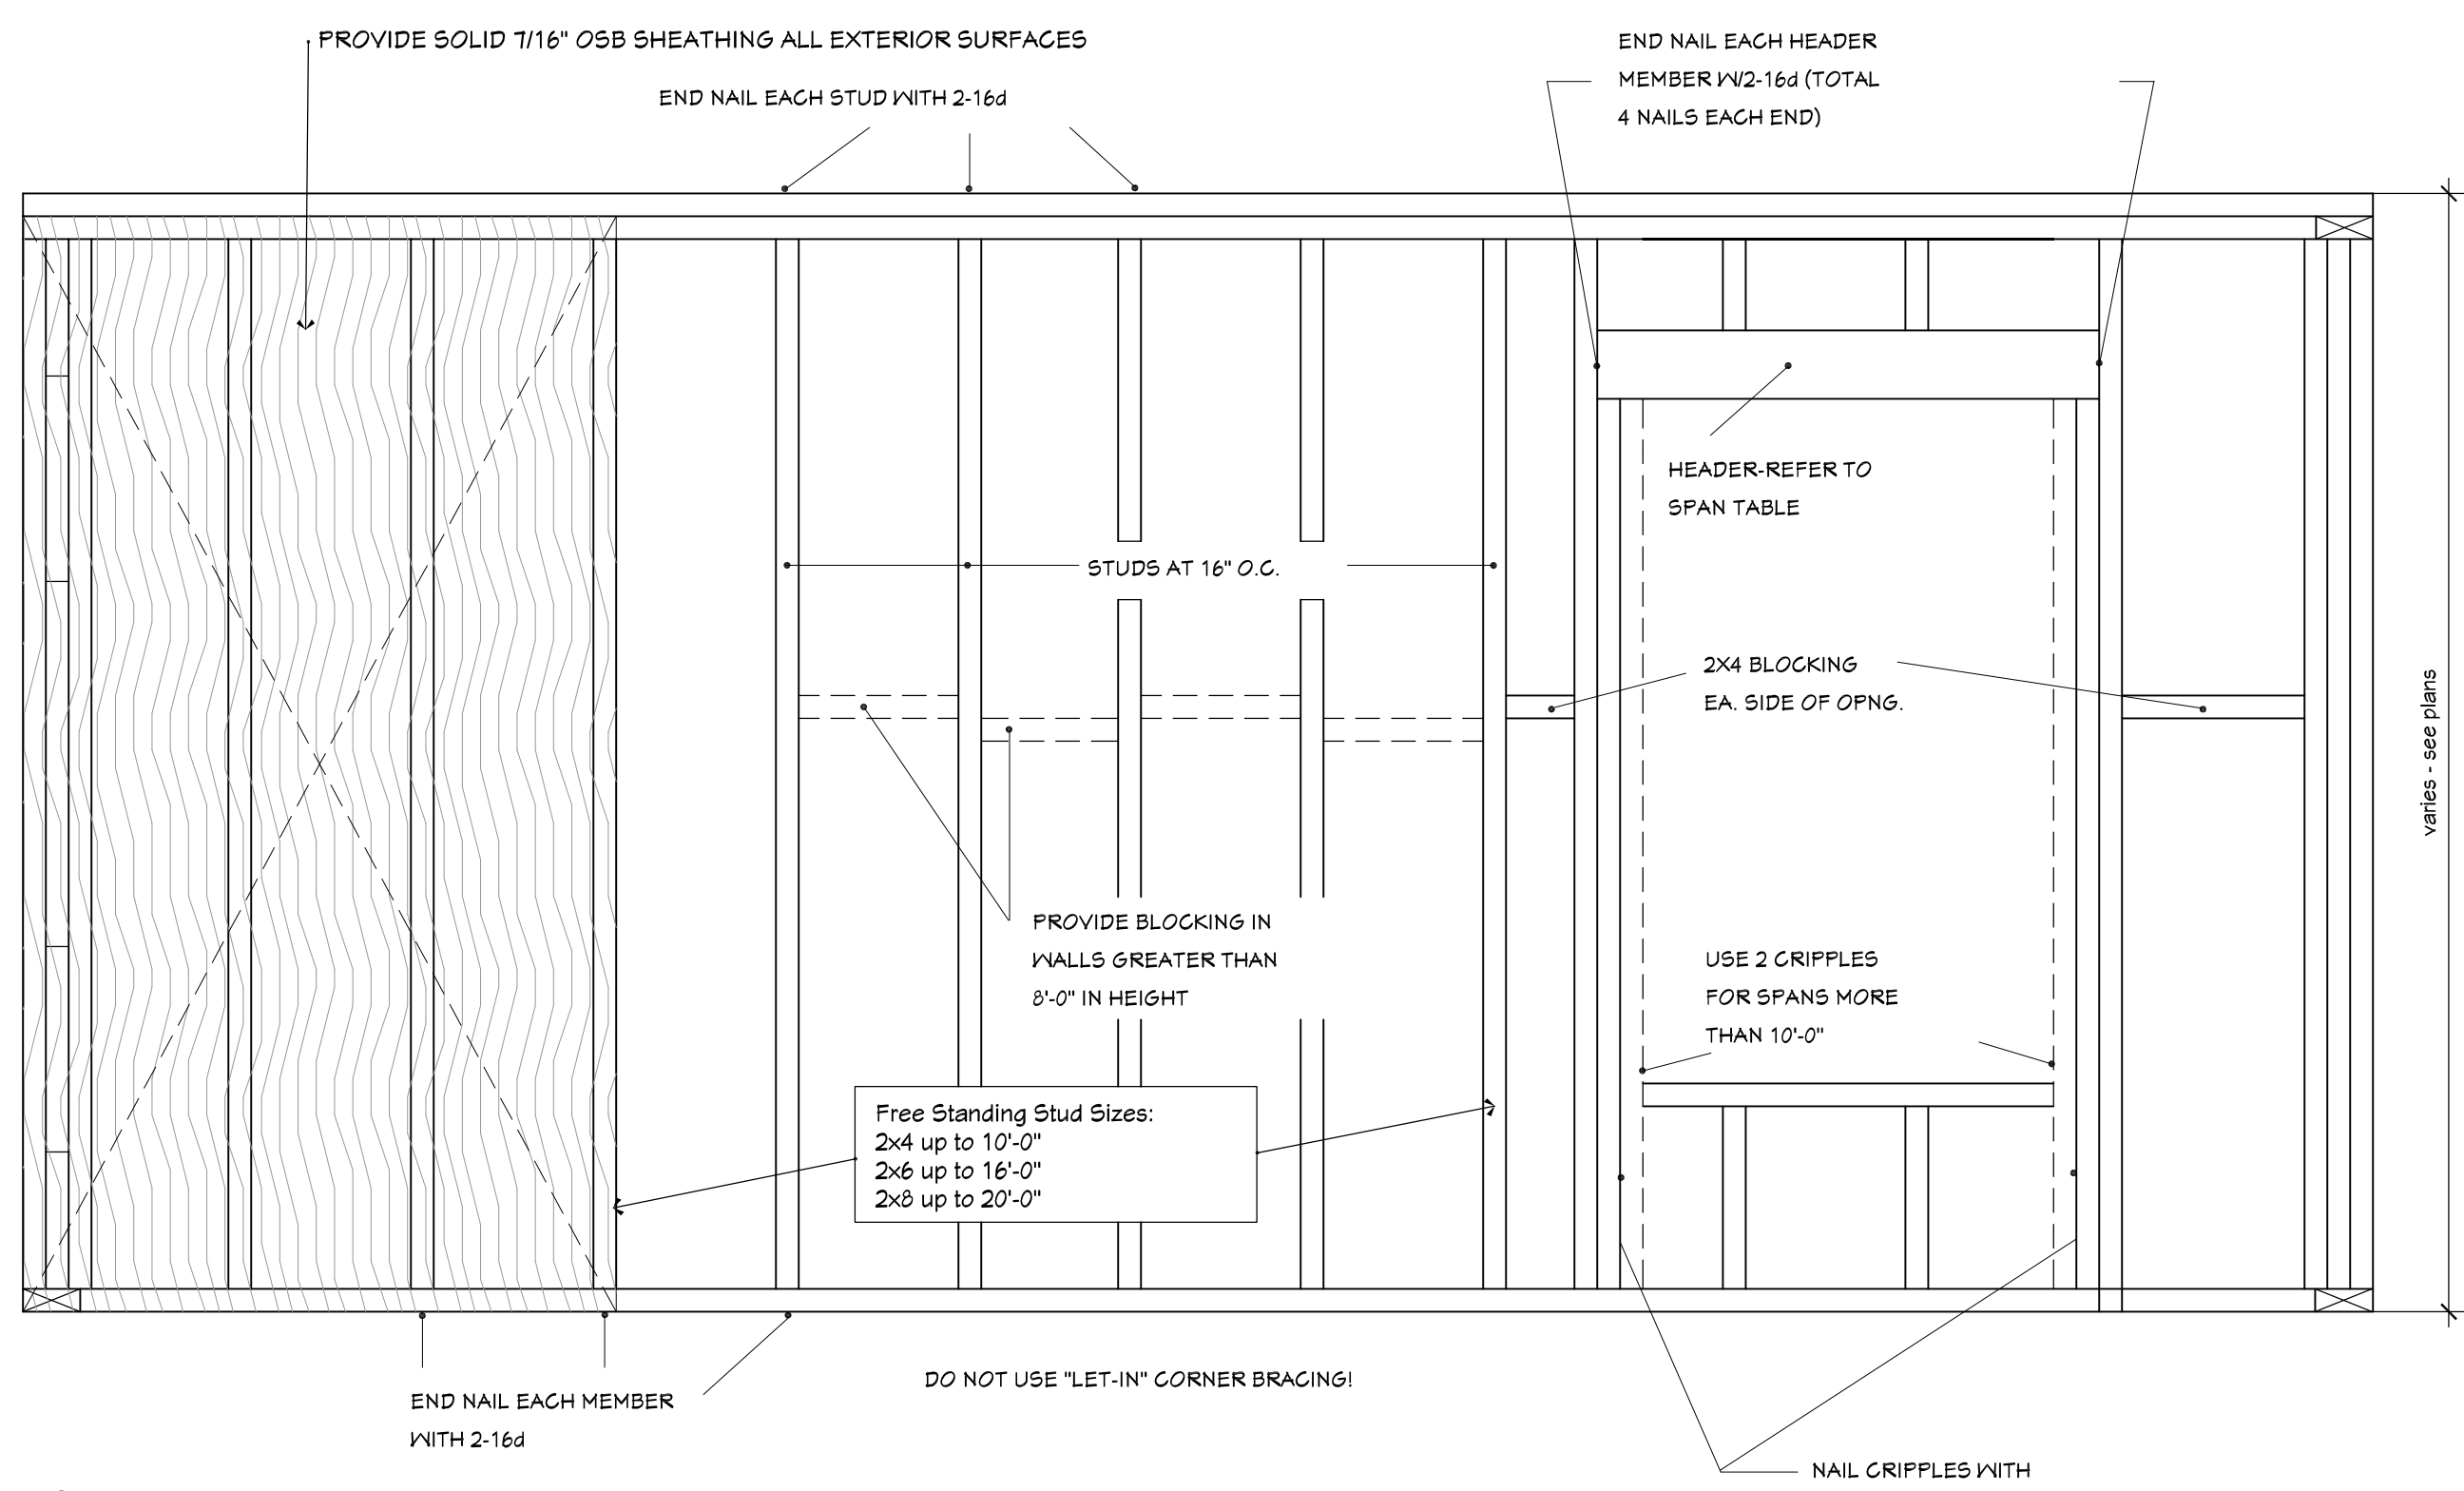 PROVIDE SOLID 7/16" OSB SHEATHING ALL EXTERIOR SURFACES
END NAIL EACH STUD WITH 2-16d
END NAIL EACH HEADER
MEMBER W/2-16d (TOTAL
4 NAILS EACH END)
HEADER-REFER TO
SPAN TABLE
STUDS AT 16" O.C.
2X4 BLOCKING
EA. SIDE OF OPNG.
varies - see plans
PROVIDE BLOCKING IN
WALLS GREATER THAN
8'-0" IN HEIGHT
USE 2 CRIPPLES
FOR SPANS MORE
THAN 10'-0"
Free Standing Stud Sizes:
2x4 up to 10'-0"
2x6 up to 16'-0"
2x8 up to 20'-0"
DO NOT USE "LET-IN" CORNER BRACING!
END NAIL EACH MEMBER
WITH 2-16d
NAIL CRIPPLES WITH